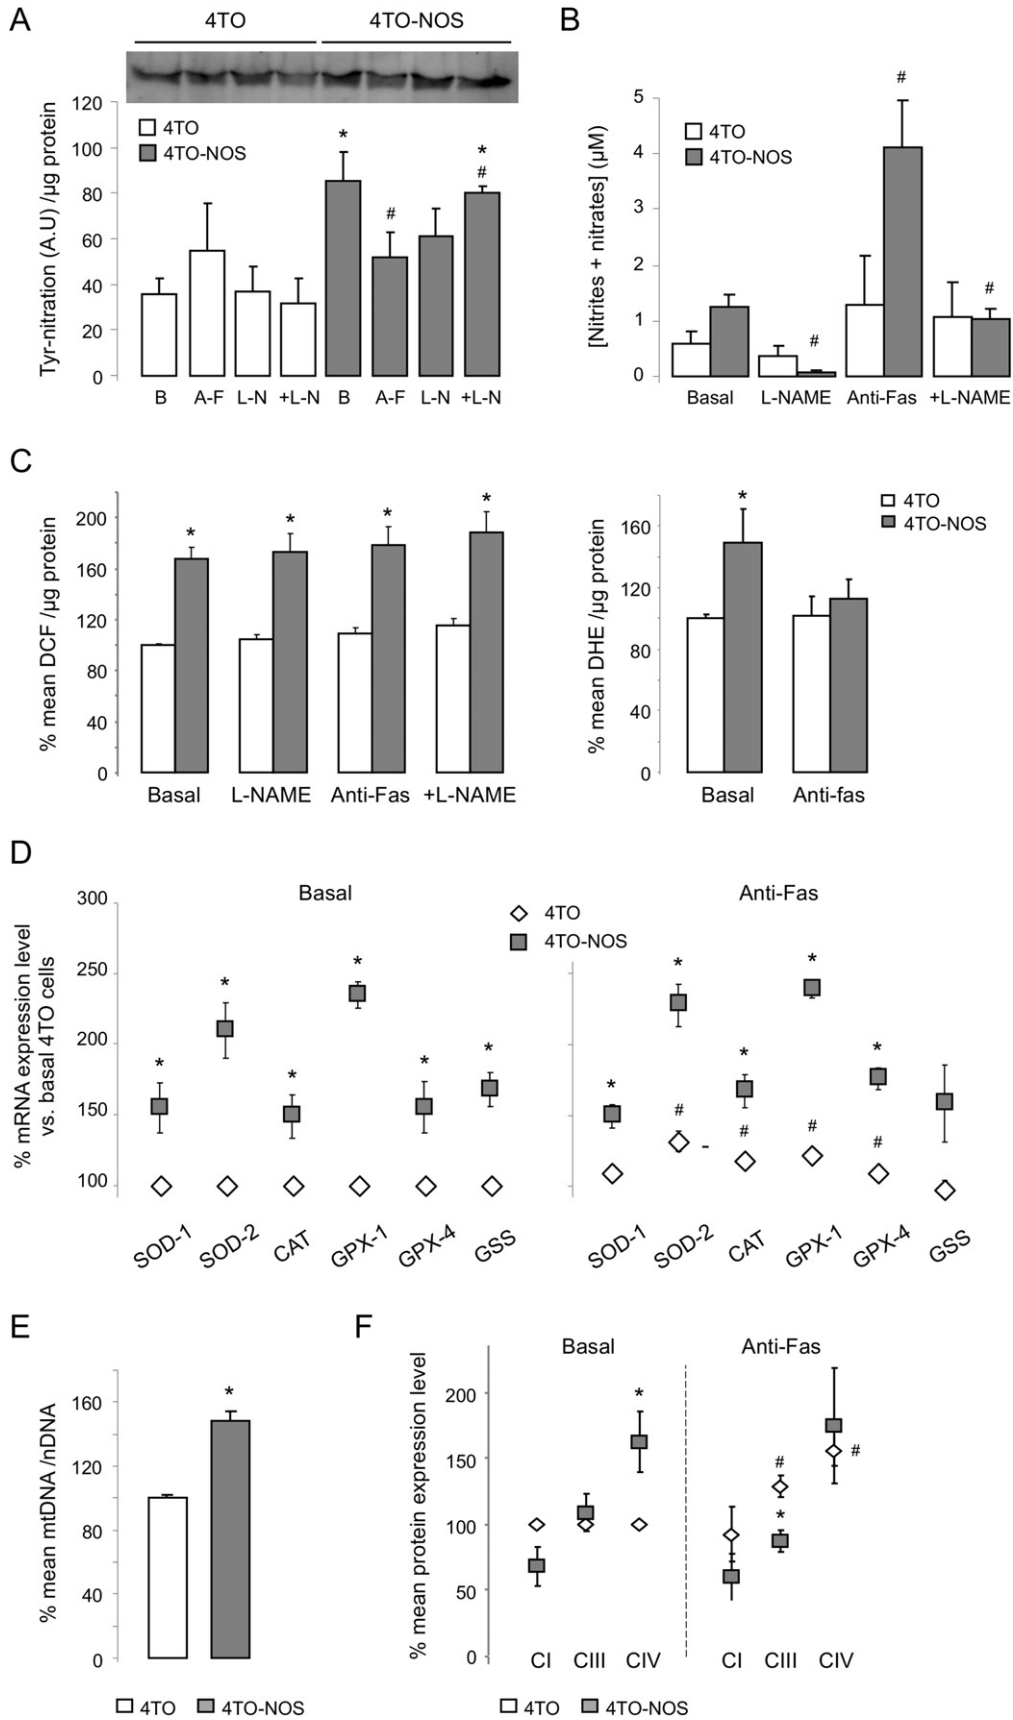 A
4TO 4TO-NOS
120
100
80
60
40
20
0
Tyr-nitration (A.U) /µg protein
4TO
4TO-NOS
*
#
*
#
B A-F L-N +L-N B A-F L-N +L-N
B
5
4
3
2
1
0
[Nitrites + nitrates] (µM)
4TO
4TO-NOS
#
#
#
Basal L-NAME Anti-Fas +L-NAME
C
200
160
120
80
40
0
% mean DCF /µg protein
* * * *
Basal L-NAME Anti-Fas +L-NAME
160
120
80
40
0
% mean DHE /µg protein
*
4TO
4TO-NOS
Basal Anti-fas
D
Basal Anti-Fas
4TO
4TO-NOS
300
250
200
150
100
% mRNA expression level
vs. basal 4TO cells
* * * * * *
* * * * *
# # # #
-
SOD-1 SOD-2 CAT GPX-1 GPX-4 GSS
SOD-1 SOD-2 CAT GPX-1 GPX-4 GSS
E
160
120
80
40
0
% mean mtDNA /nDNA
*
4TO 4TO-NOS
F
Basal Anti-Fas
200
150
100
50
0
% mean protein expression level
*
#
*
#
CI CIII CIV CI CIII CIV
4TO 4TO-NOS